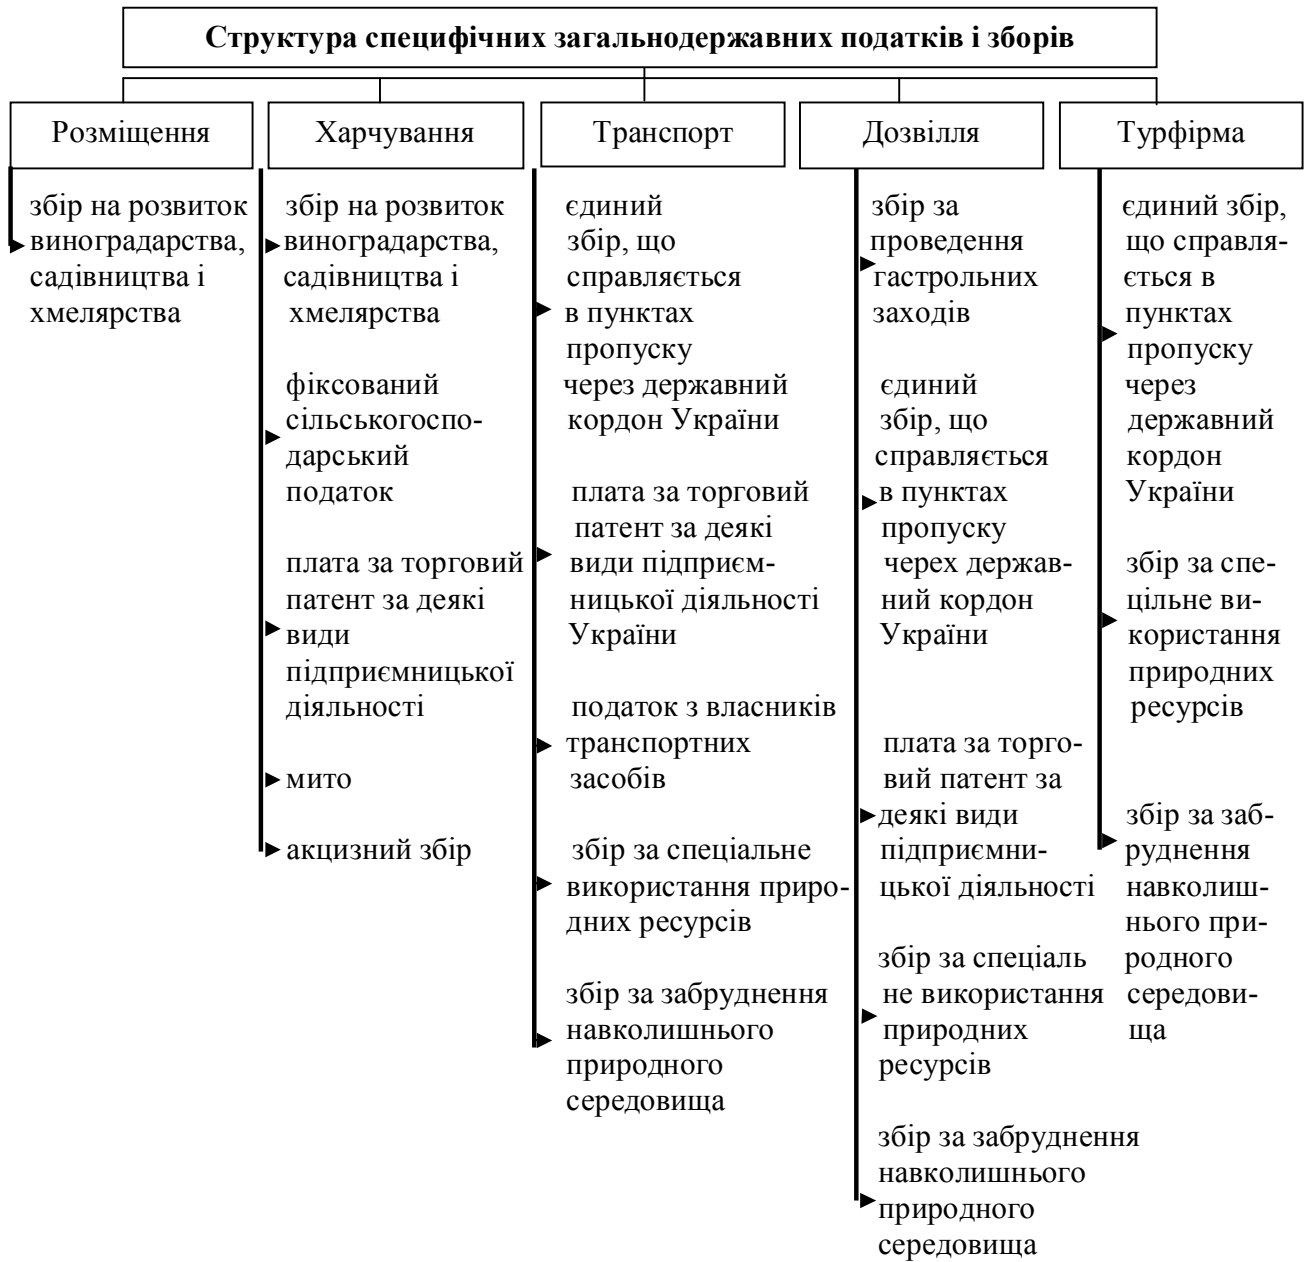 Структура специфічних загальнодержавних податків і зборів
Розміщення
збір на розвиток
виноградарства,
садівництва і
хмелярства
Харчування
збір на розвиток
виноградарства,
садівництва і
хмелярства
фіксований
сільськогоспо-
дарський
податок
плата за торговий
патент за деякі
види
підприємницької
діяльності
мито
акцизний збір
Транспорт
єдиний
збір, що
справляється
в пунктах
пропуску
через державний
кордон України
плата за торговий
патент за деякі
види підприєм-
ницької діяльності
України
податок з власників
транспортних
засобів
збір за спеціальне
використання приро-
дних ресурсів
збір за забруднення
навколишнього
природного
середовища
Дозвілля
збір за
проведення
гастрольних
заходів
єдиний
збір, що
справляється
в пунктах
пропуску
черех держав-
ний кордон
України
плата за торго-
вий патент за
деякі види
підприємни-
цької діяльності
збір за спеціаль
не використання
природних
ресурсів
збір за забруднення
навколишнього
природного
середовища
Турфірма
єдиний збір,
що справля-
ється в
пунктах
пропуску
через
державний
кордон
України
збір за спе-
цільне ви-
користання
природних
ресурсів
збір за заб-
руднення
навколиш-
нього при-
родного
середови-
ща